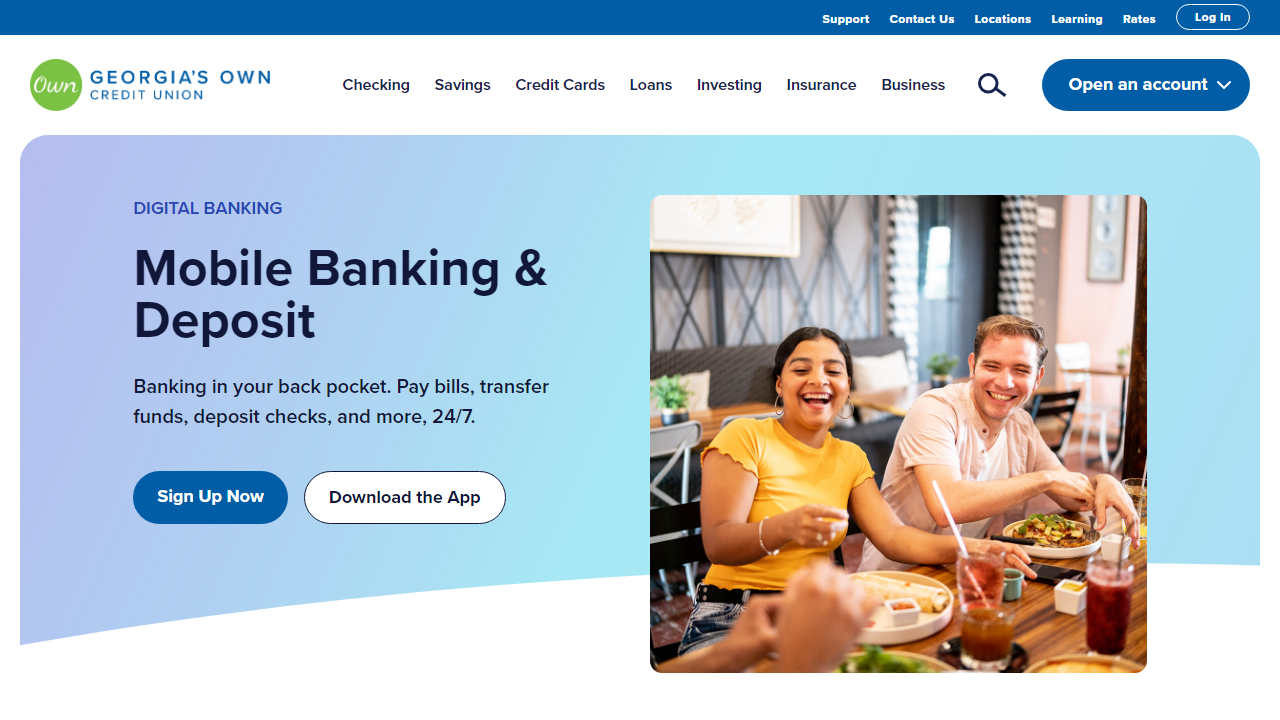 Support
Contact Us
Locations
Learning
Rates
Log In
Own
GEORGIA'S OWN
CREDIT UNION
Checking
Savings
Credit Cards
Loans
Investing
Insurance
Business
Open an account
DIGITAL BANKING
Mobile Banking &
Deposit
Banking in your back pocket. Pay bills, transfer
funds, deposit checks, and more, 24/7.
Sign Up Now
Download the App